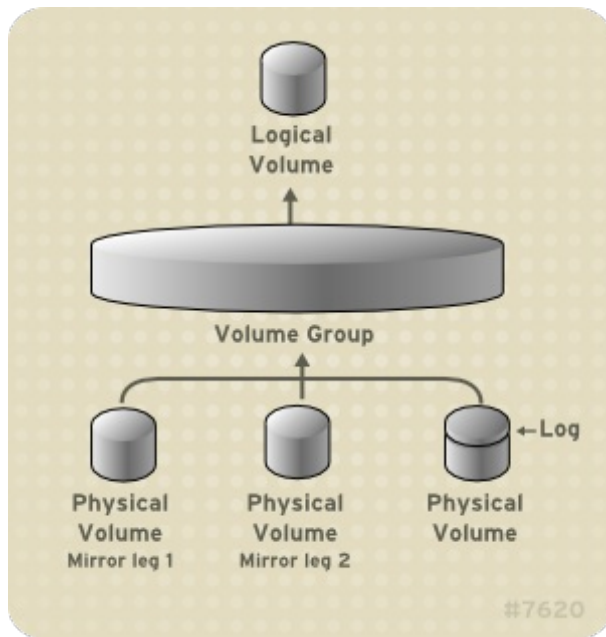 Logical
Volume
Volume Group
←Log
Physical
Volume
Mirror leg 1
Physical
Volume
Mirror leg 2
Physical
Volume
#7620